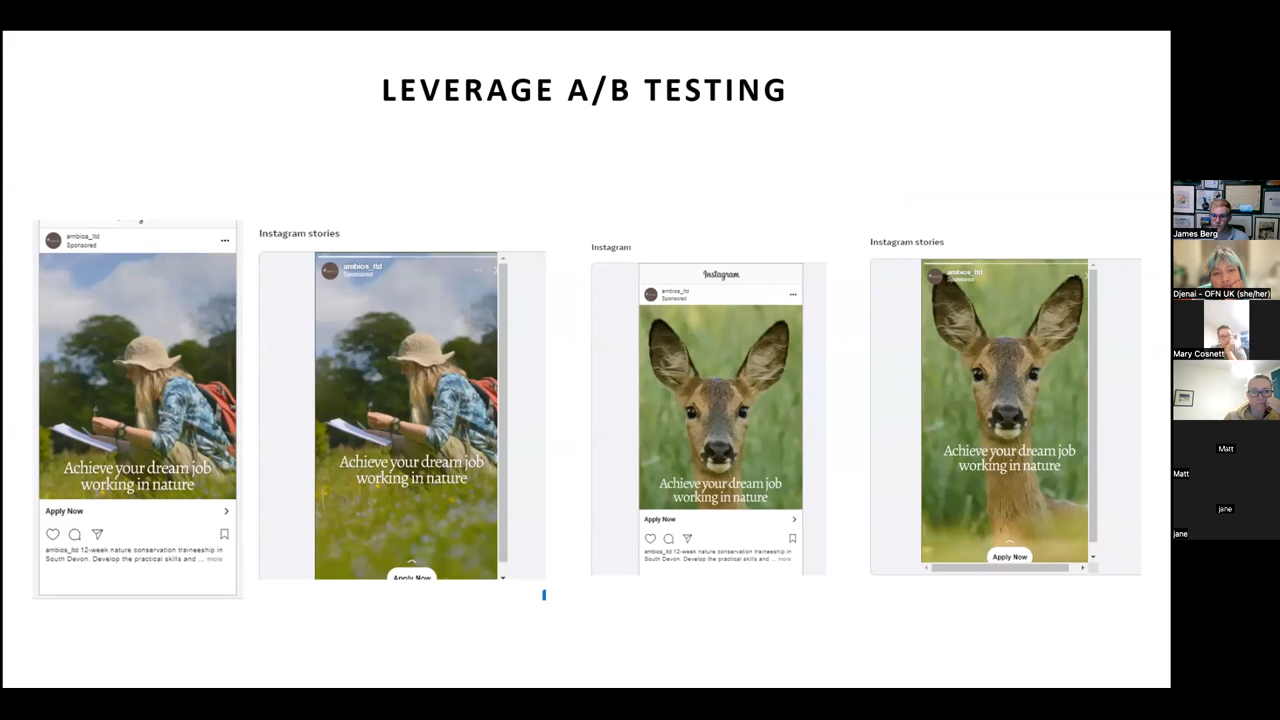 LEVERAGE A/B TESTING
ambios_ltd
Sponsored
Achieve your dream job
working in nature
Apply Now
ambios_ltd 12-week nature conservation traineeship in
South Devon. Develop the practical skills and ... more
Instagram stories
ambios_ltd
Sponsored
Achieve your dream job
working in nature
Apply Now
Instagram
Instagram
ambios_ltd
Sponsored
Achieve your dream job
working in nature
Apply Now
ambios_ltd 12-week nature conservation traineeship in
South Devon. Develop the practical skills and ... more
Instagram stories
ambios_ltd
Sponsored
Achieve your dream job
working in nature
Apply Now
James Berg
Djenai - OFN UK (she/her)
Mary Cosnett
Matt
Matt
jane
jane